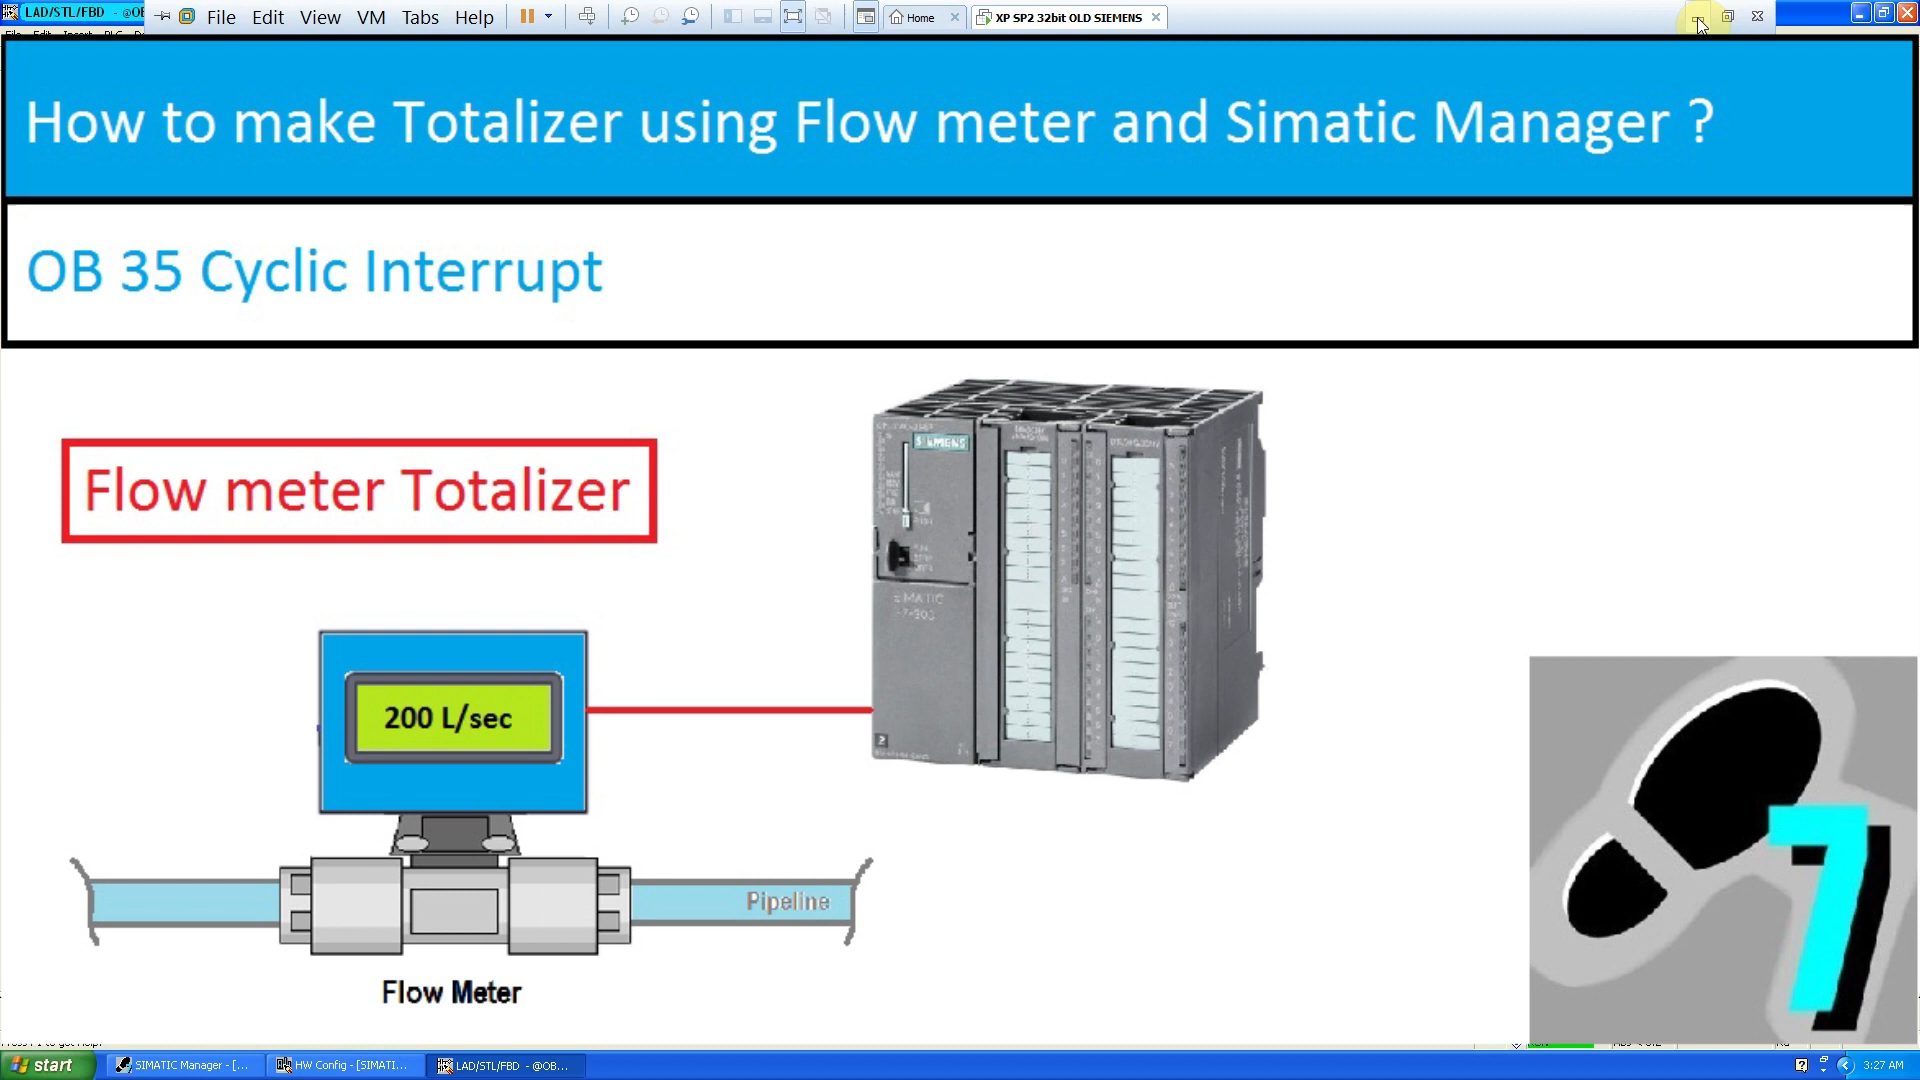 LAD/STL/FBD - @OB
File Edit View VM Tabs Help
Home
XP SP2 32bit OLD SIEMENS
How to make Totalizer using Flow meter and Simatic Manager ?
OB 35 Cyclic Interrupt
Flow meter Totalizer
SIEMENS
200 L/sec
Pipeline
Flow Meter
7
start
SIMATIC Manager - [...
HW Config - [SIMATI...
LAD/STL/FBD - @OB...
3:27 AM